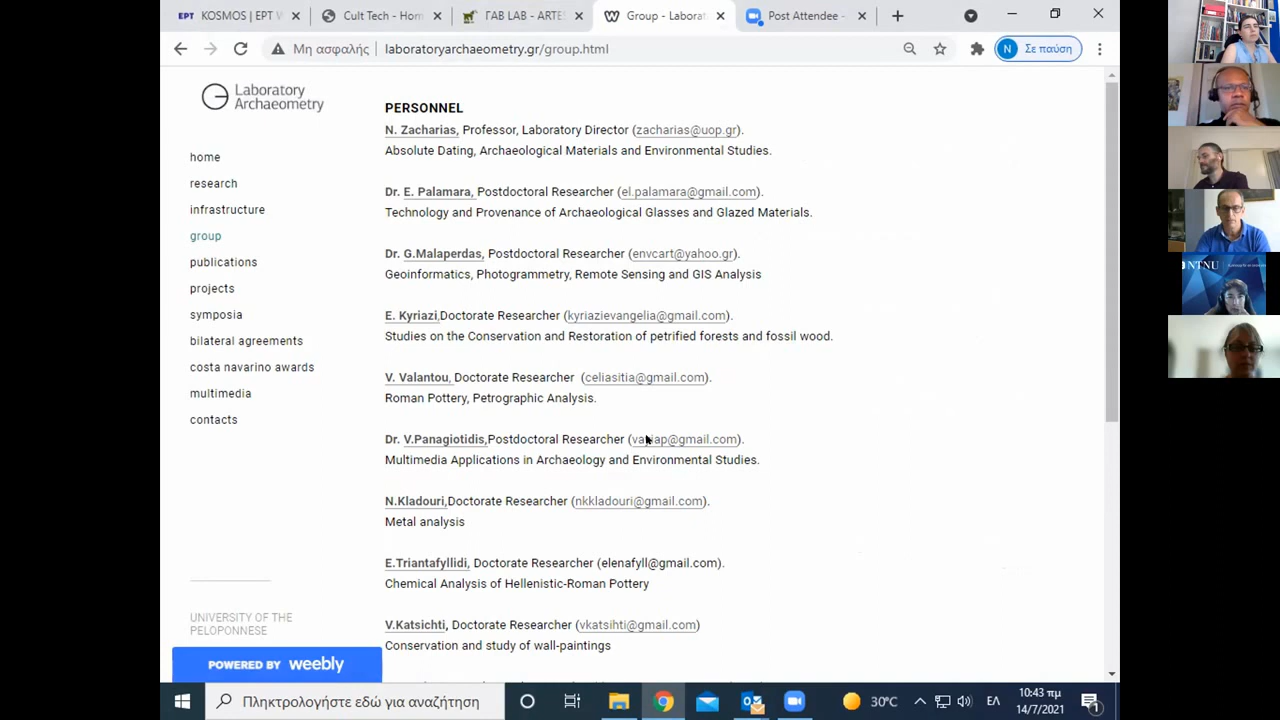 KOSMOS | ΕΡΤ W
Cult Tech - Hom
ΓΑΒ LAB - ARTES
Group - Laborat
Post Attendee -
Μη ασφαλής
laboratoryarchaeometry.gr/group.html
N
Σε παύση
Laboratory
Archaeometry
home
research
infrastructure
group
publications
projects
symposia
bilateral agreements
costa navarino awards
multimedia
contacts
UNIVERSITY OF THE
PELOPONNESE
POWERED BY weebly
PERSONNEL
N. Zacharias, Professor, Laboratory Director (zacharias@uop.gr).
Absolute Dating, Archaeological Materials and Environmental Studies.
Dr. E. Palamara, Postdoctoral Researcher (el.palamara@gmail.com).
Technology and Provenance of Archaeological Glasses and Glazed Materials.
Dr. G.Malaperdas, Postdoctoral Researcher (envcart@yahoo.gr).
Geoinformatics, Photogrammetry, Remote Sensing and GIS Analysis
E. Kyriazi,Doctorate Researcher (kyriazievangelia@gmail.com).
Studies on the Conservation and Restoration of petrified forests and fossil wood.
V. Valantou, Doctorate Researcher (celiasitia@gmail.com).
Roman Pottery, Petrographic Analysis.
Dr. V.Panagiotidis,Postdoctoral Researcher
Multimedia Applications in Archaeology and Environmental Studies.
N.Kladouri,Doctorate Researcher (nkkladouri@gmail.com).
Metal analysis
E.Triantafyllidi, Doctorate Researcher (elenafyll@gmail.com).
Chemical Analysis of Hellenistic-Roman Pottery
V.Katsichti, Doctorate Researcher (vkatsihti@gmail.com)
Conservation and study of wall-paintings
Πληκτρολογήστε εδώ για αναζήτηση
30°C
ΕΛ
10:43 πμ
14/7/2021
1
NTNU